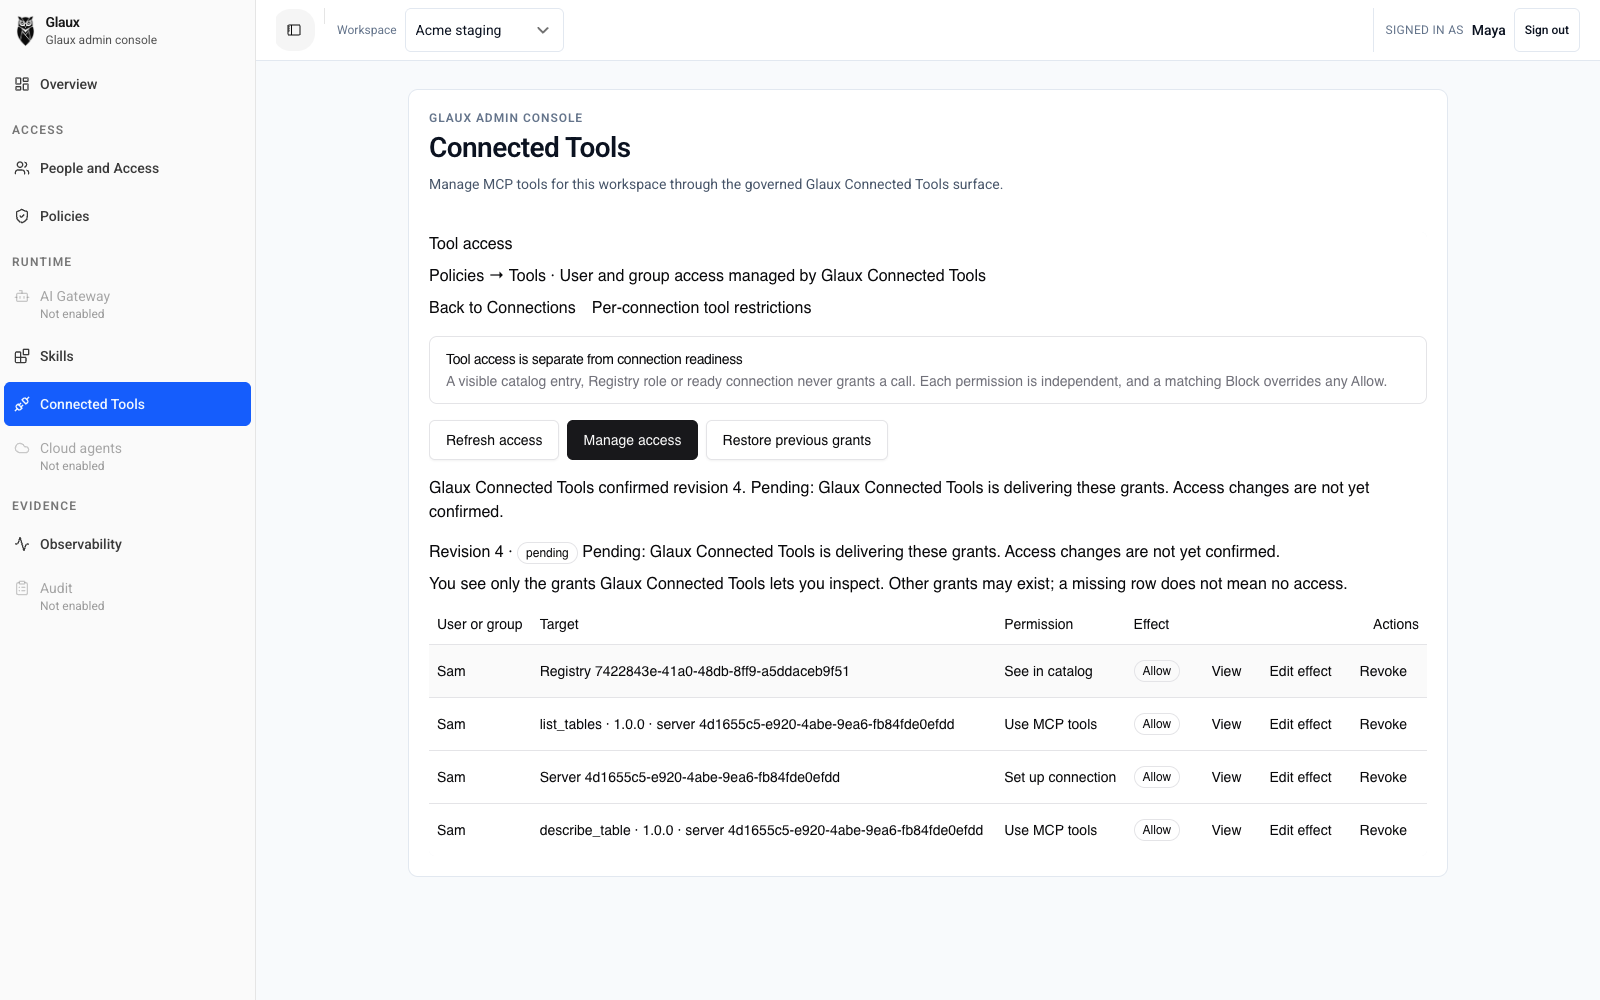 Glaux
Glaux admin console
Overview
ACCESS
People and Access
Policies
RUNTIME
AI Gateway
Not enabled
Skills
Connected Tools
Cloud agents
Not enabled
EVIDENCE
Observability
Audit
Not enabled
Workspace
Acme staging
SIGNED IN AS Maya
Sign out
GLAUX ADMIN CONSOLE
Connected Tools
Manage MCP tools for this workspace through the governed Glaux Connected Tools surface.
Tool access
Policies → Tools · User and group access managed by Glaux Connected Tools
Back to Connections Per-connection tool restrictions
Tool access is separate from connection readiness
A visible catalog entry, Registry role or ready connection never grants a call. Each permission is independent, and a matching Block overrides any Allow.
Refresh access Manage access Restore previous grants
Glaux Connected Tools confirmed revision 4. Pending: Glaux Connected Tools is delivering these grants. Access changes are not yet
confirmed.
Revision 4 · pending Pending: Glaux Connected Tools is delivering these grants. Access changes are not yet confirmed.
You see only the grants Glaux Connected Tools lets you inspect. Other grants may exist; a missing row does not mean no access.
User or group Target Permission Effect Actions
Sam Registry 7422843e-41a0-48db-8ff9-a5ddaceb9f51 See in catalog Allow View Edit effect Revoke
Sam list_tables · 1.0.0 · server 4d1655c5-e920-4abe-9ea6-fb84fde0efdd Use MCP tools Allow View Edit effect Revoke
Sam Server 4d1655c5-e920-4abe-9ea6-fb84fde0efdd Set up connection Allow View Edit effect Revoke
Sam describe_table · 1.0.0 · server 4d1655c5-e920-4abe-9ea6-fb84fde0efdd Use MCP tools Allow View Edit effect Revoke